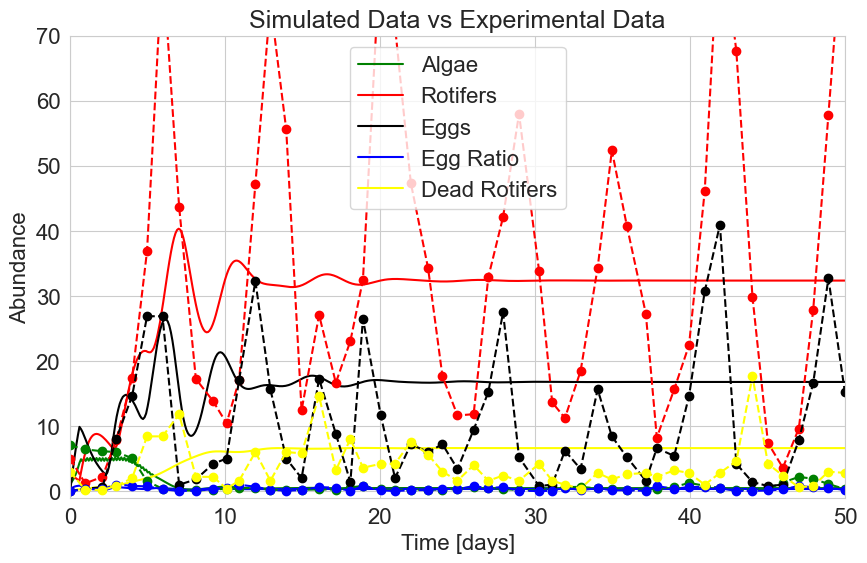 Simulated Data vs Experimental Data
70
60
50
40
30
20
10
0
Abundance
Algae
Rotifers
Eggs
Egg Ratio
Dead Rotifers
0 10 20 30 40 50
Time [days]